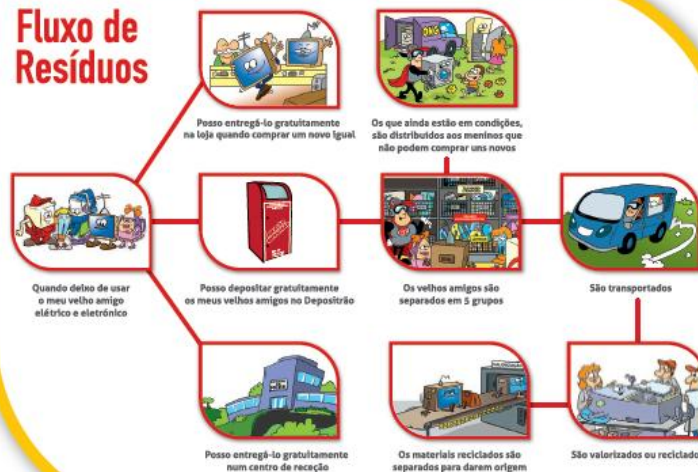 Fluxo de
Resíduos
Posso entregá-lo gratuitamente
na loja quando comprar um novo igual
Os que ainda estão em condições,
são distribuídos aos meninos que
não podem comprar uns novos
ONG
Quando deixo de usar
o meu velho amigo
elétrico e eletrónico
Posso depositar gratuitamente
os meus velhos amigos no Depositrão
Os velhos amigos são
separados em 5 grupos
São transportados
Posso entregá-lo gratuitamente
num centro de receção
Os materiais reciclados são
separados para darem origem
São valorizados ou reciclado